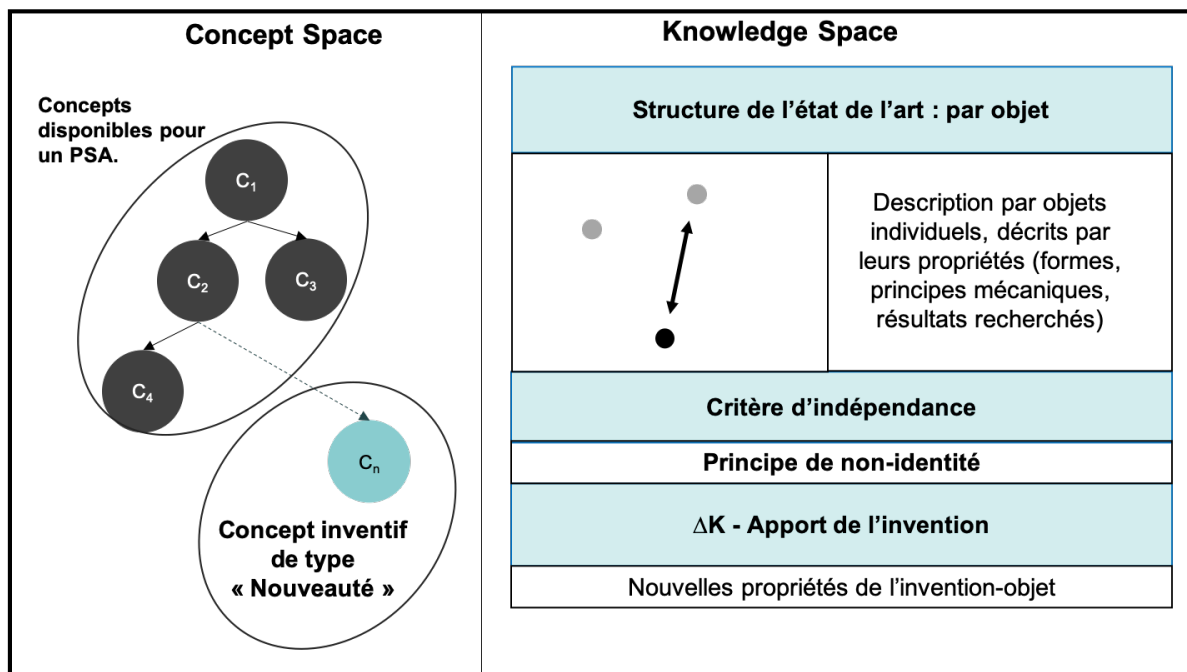 Concept Space
Concepts
disponibles pour
un PSA.
C1
C2
C3
C4
Cn
Concept inventif
de type
« Nouveauté »
Knowledge Space
Structure de l’état de l’art : par objet
Description par objets
individuels, décrits par
leurs propriétés (formes,
principes mécaniques,
résultats recherchés)
Critère d’indépendance
Principe de non-identité
ΔK - Apport de l’invention
Nouvelles propriétés de l’invention-objet